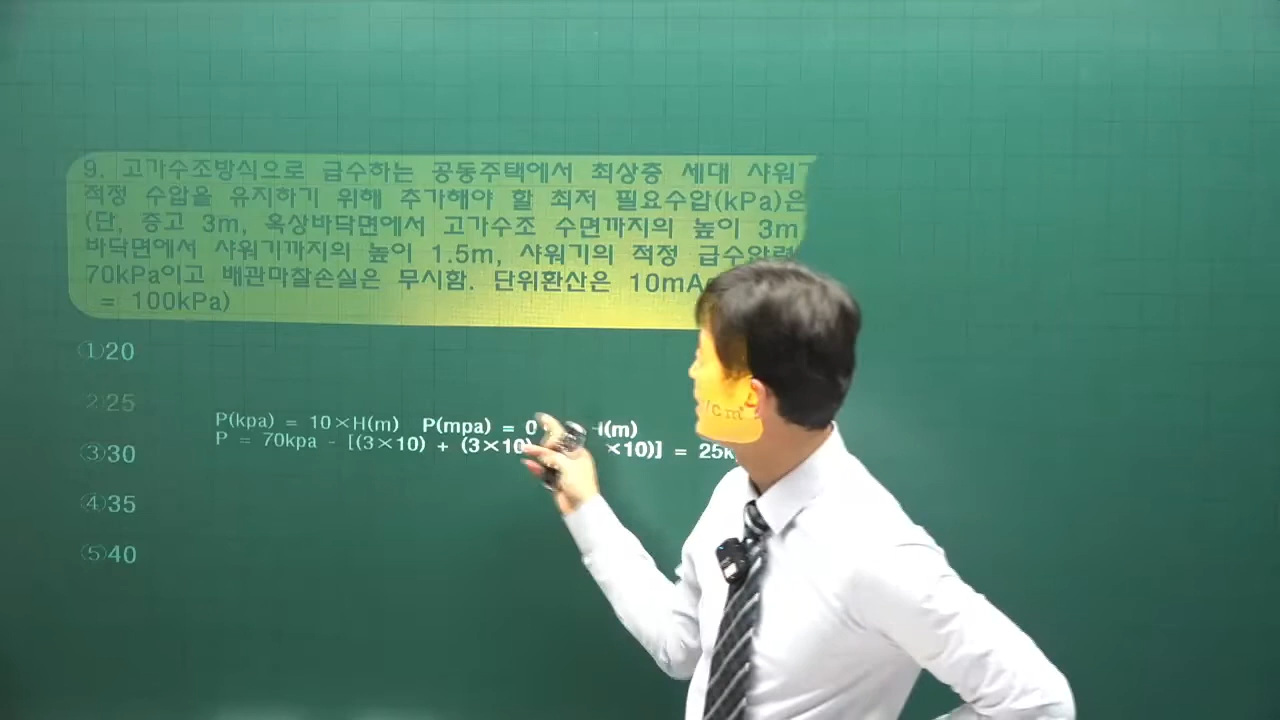 9. 고가수조방식으로 급수하는 공동주택에서 최상층 세대 샤워
적정 수압을 유지하기 위해 추가해야 할 최저 필요수압(kPa)은
(단, 층고 3m, 옥상바닥면에서 고가수조 수면까지의 높이 3m
바닥면에서 샤워기까지의 높이 1.5m, 샤워기의 적정 급수압력
70kPa이고 배관마찰손실은 무시함. 단위환산은 10mA
= 100kPa)
①20
②25
P(kpa) = 10×H(m) P(mpa) = 0 H(m)
P = 70kpa - [(3×10) + (3×10) ×10)] = 25k
③30
④35
⑤40
/cm²